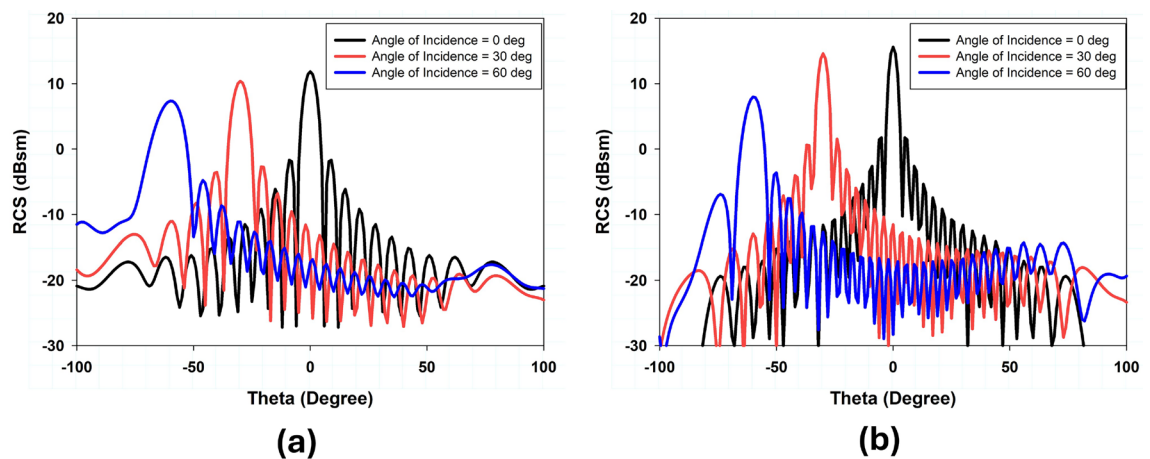 20
10
0
-10
-20
-30
RCS (dBsm)
Angle of Incidence = 0 deg
Angle of Incidence = 30 deg
Angle of Incidence = 60 deg
-100
-50
0
50
100
Theta (Degree)
(a)
20
10
0
-10
-20
-30
RCS (dBsm)
Angle of Incidence = 0 deg
Angle of Incidence = 30 deg
Angle of Incidence = 60 deg
-100
-50
0
50
100
Theta (Degree)
(b)